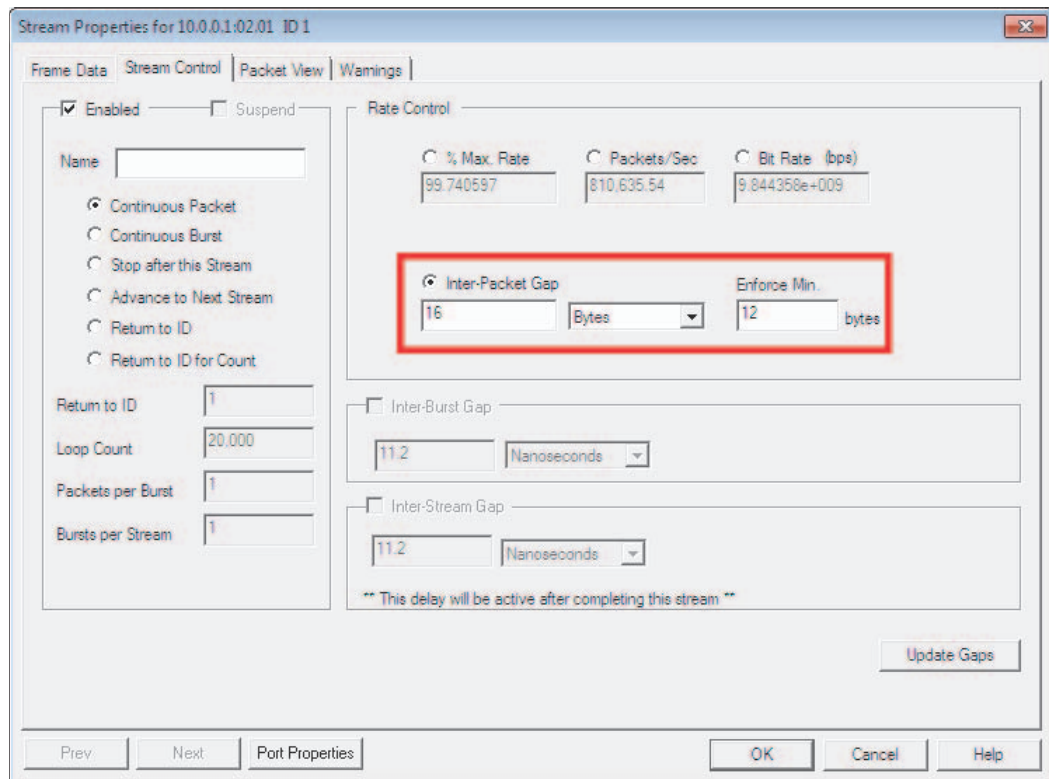 Stream Properties for 10.0.0.1:02.01 ID 1
Frame Data
Stream Control
Packet View
Warnings
Enabled
Suspend
Name
Continuous Packet
Continuous Burst
Stop after this Stream
Advance to Next Stream
Return to ID
Return to ID for Count
Return to ID
1
Loop Count
20,000
Packets per Burst
1
Bursts per Stream
1
Rate Control
% Max. Rate
Packets/Sec
Bit Rate (bps)
99.740597
810,635.54
9.844358e+009
Inter-Packet Gap
Enforce Min.
16
Bytes
12
bytes
Inter-Burst Gap
11.2
Nanoseconds
Inter-Stream Gap
11.2
Nanoseconds
** This delay will be active after completing this stream **
Update Gaps
Prev
Next
Port Properties
OK
Cancel
Help